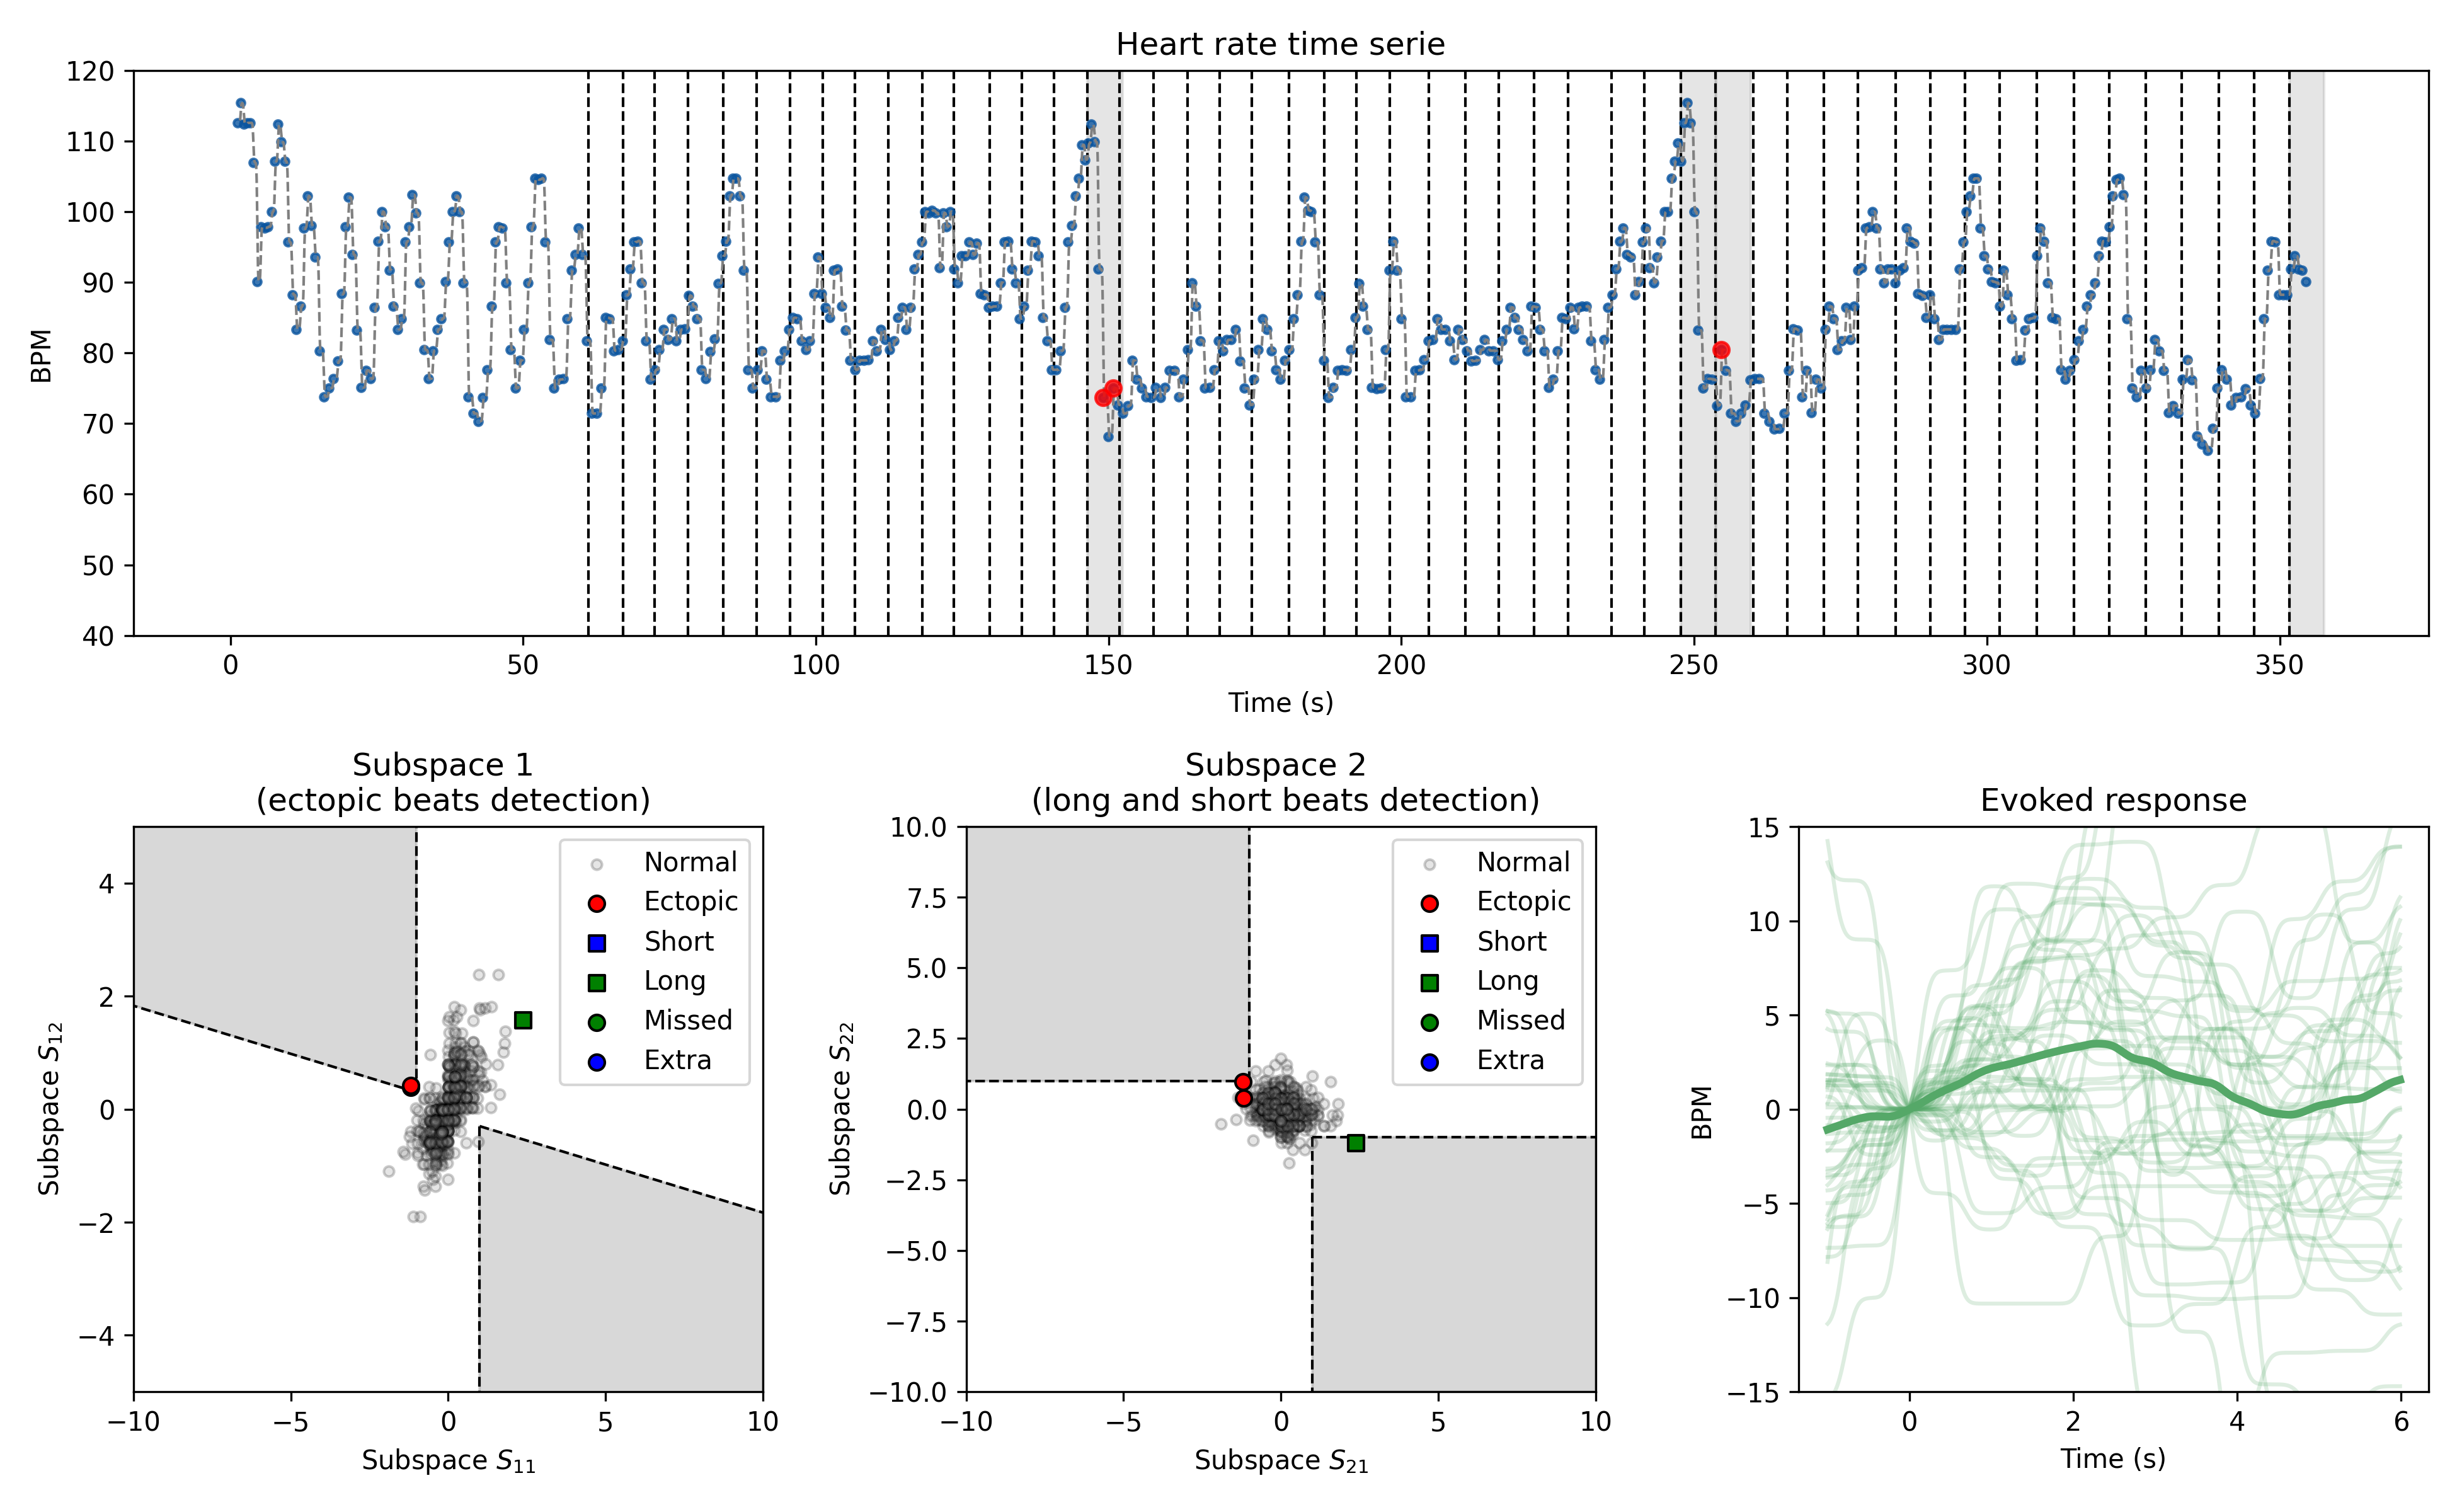 Heart rate time serie
120
110
100
90
80
70
60
50
40
BPM
0 50 100 150 200 250 300 350
Time (s)
Subspace 1
(ectopic beats detection)
4
2
0
−2
−4
Subspace S12
Normal
Ectopic
Short
Long
Missed
Extra
−10 −5 0 5 10
Subspace S11
Subspace 2
(long and short beats detection)
10.0
7.5
5.0
2.5
0.0
−2.5
−5.0
−7.5
−10.0
Subspace S22
Normal
Ectopic
Short
Long
Missed
Extra
−10 −5 0 5 10
Subspace S21
Evoked response
15
10
5
0
−5
−10
−15
BPM
0 2 4 6
Time (s)